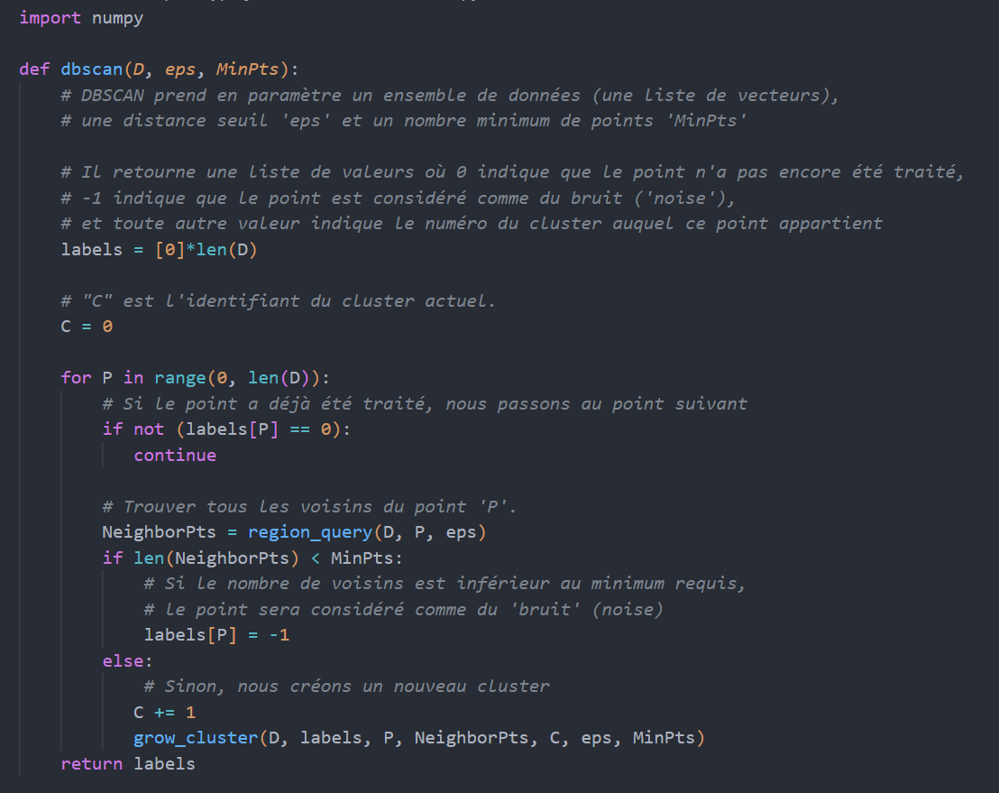 import numpy
def dbscan(D, eps, MinPts):
# DBSCAN prend en paramètre un ensemble de données (une liste de vecteurs),
# une distance seuil 'eps' et un nombre minimum de points 'MinPts'
# Il retourne une liste de valeurs où 0 indique que le point n'a pas encore été traité,
# -1 indique que le point est considéré comme du bruit ('noise'),
# et toute autre valeur indique le numéro du cluster auquel ce point appartient
labels = [0]*len(D)
# "C" est l'identifiant du cluster actuel.
C = 0
for P in range(0, len(D)):
# Si le point a déjà été traité, nous passons au point suivant
if not (labels[P] == 0):
continue
# Trouver tous les voisins du point 'P'.
NeighborPts = region_query(D, P, eps)
if len(NeighborPts) < MinPts:
# Si le nombre de voisins est inférieur au minimum requis,
# le point sera considéré comme du 'bruit' (noise)
labels[P] = -1
else:
# Sinon, nous créons un nouveau cluster
C += 1
grow_cluster(D, labels, P, NeighborPts, C, eps, MinPts)
return labels